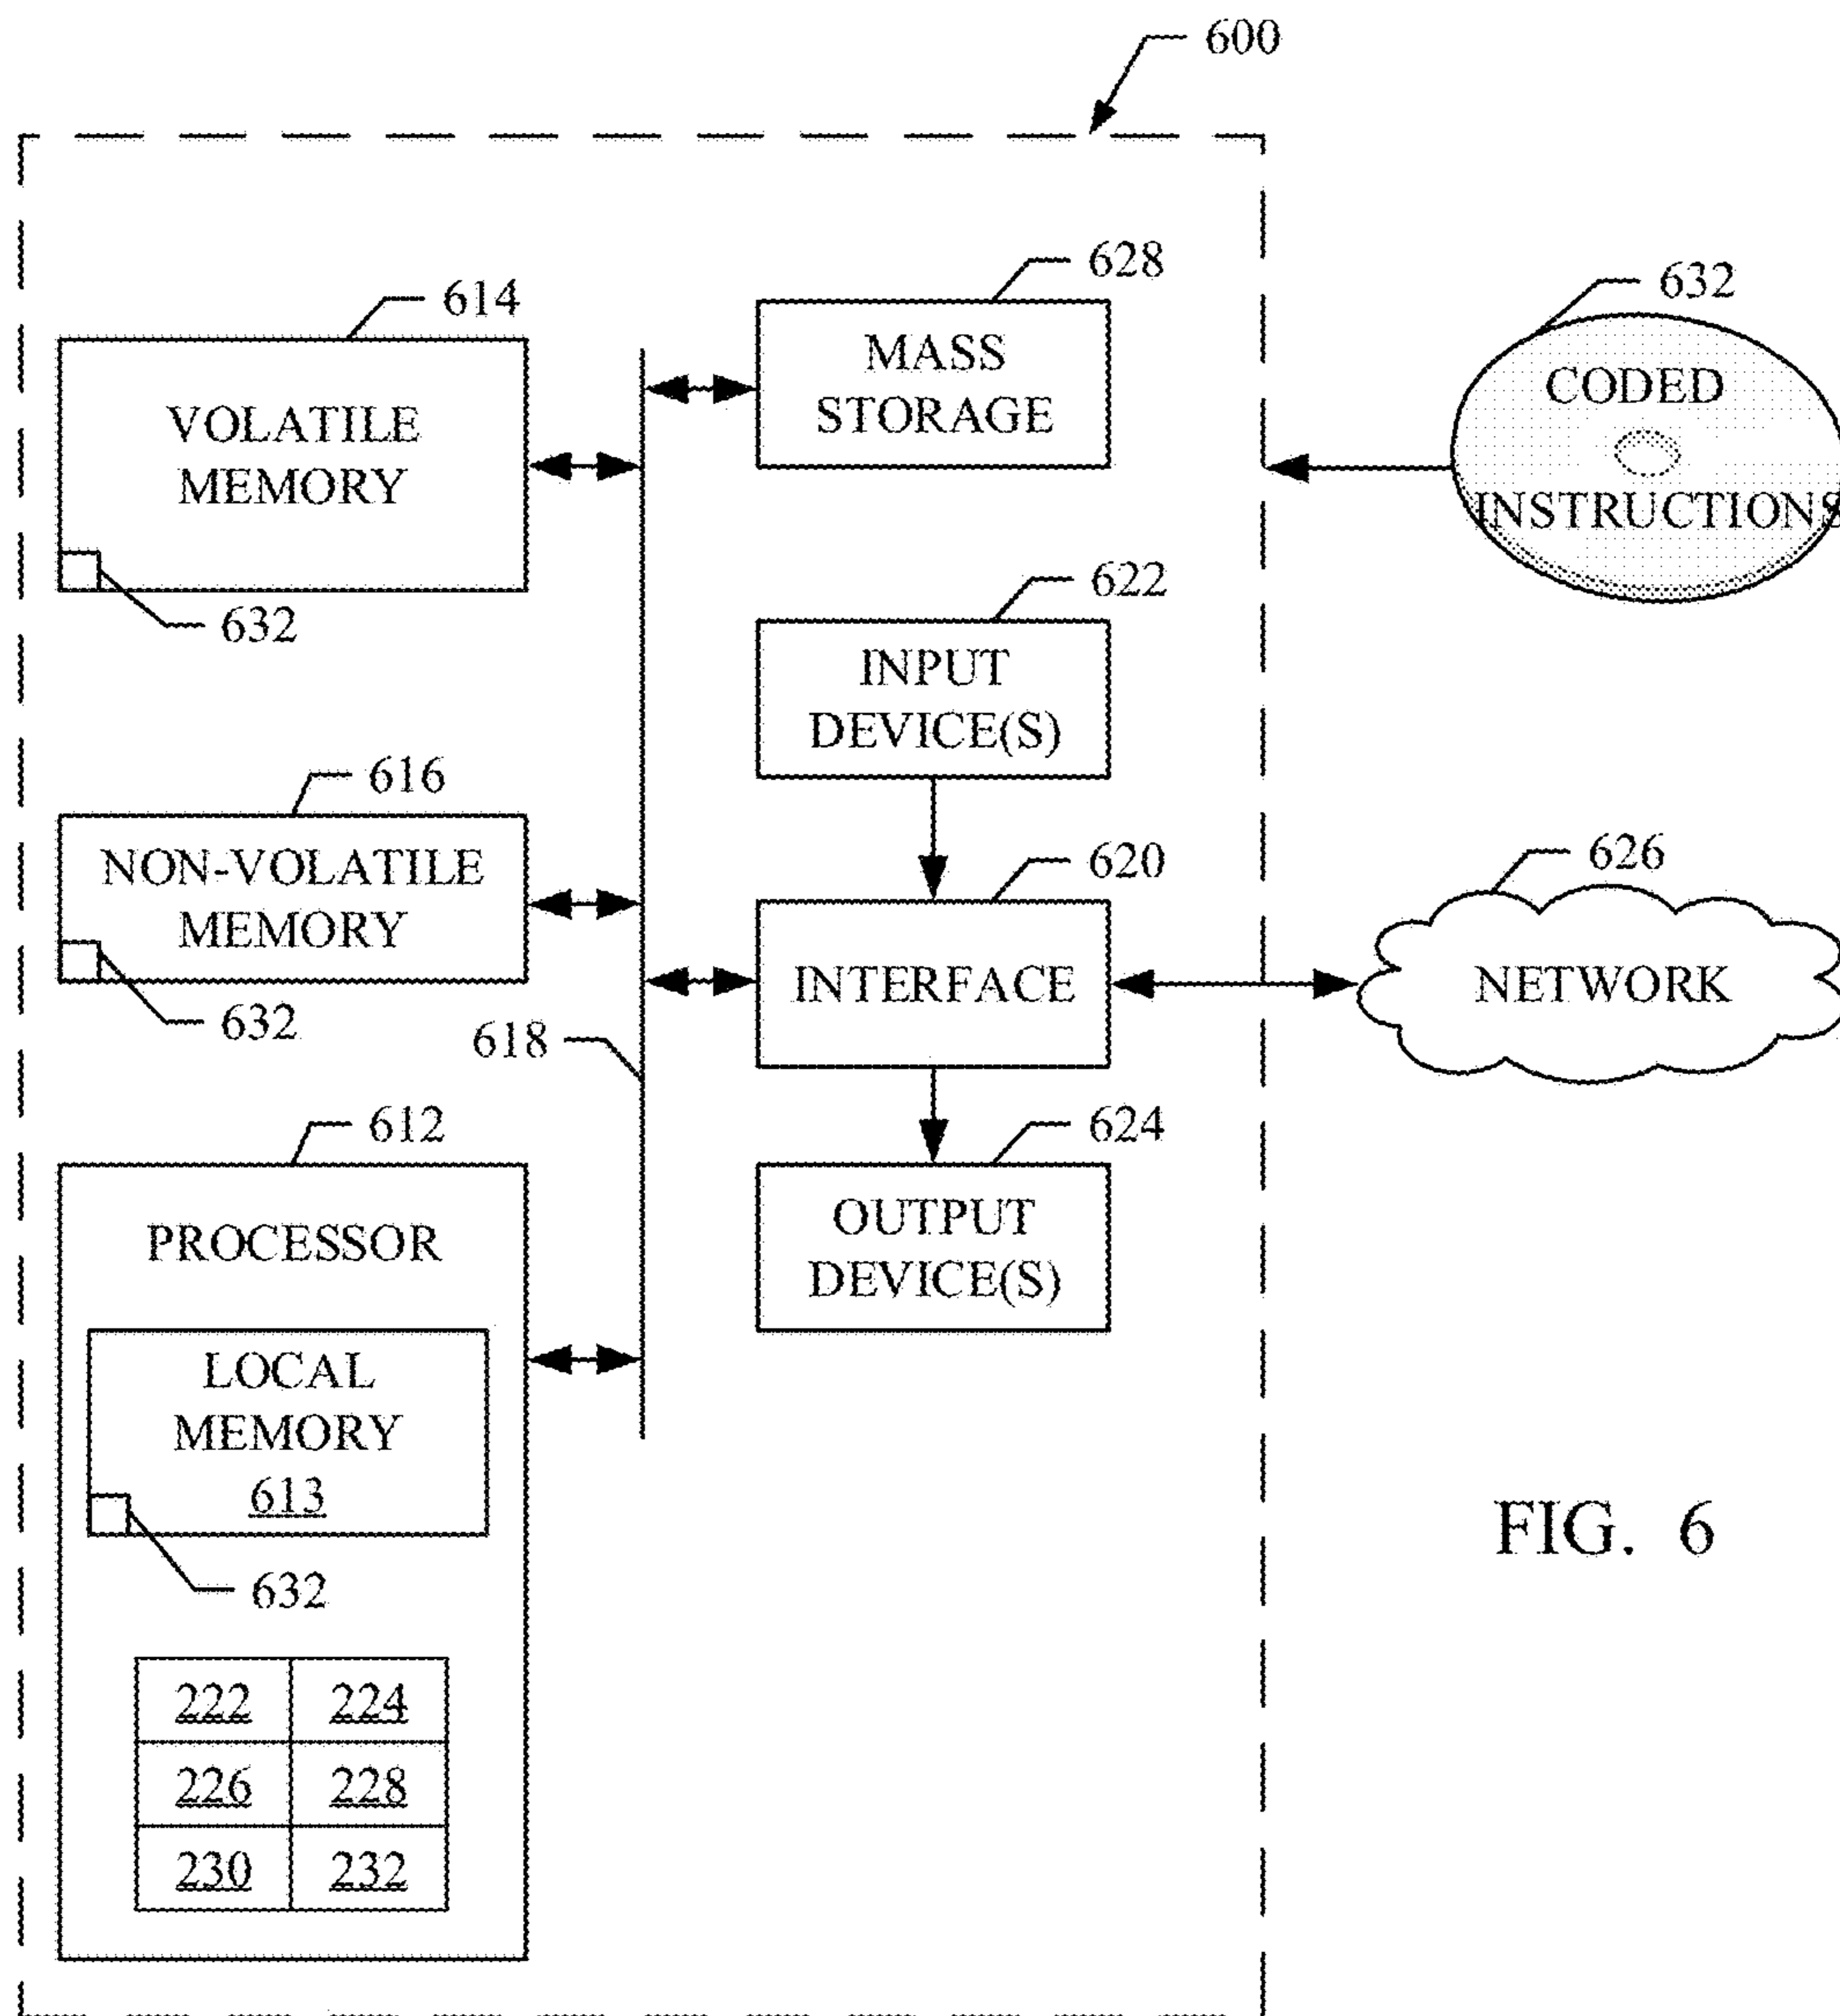 600
628
MASS
STORAGE
614
VOLATILE
MEMORY
632
632
CODED
INSTRUCTIONS
622
INPUT
DEVICE(S)
616
NON-VOLATILE
MEMORY
632
618
620
INTERFACE
626
NETWORK
612
PROCESSOR
LOCAL
MEMORY
613
632
222 224
226 228
230 232
624
OUTPUT
DEVICE(S)
FIG. 6